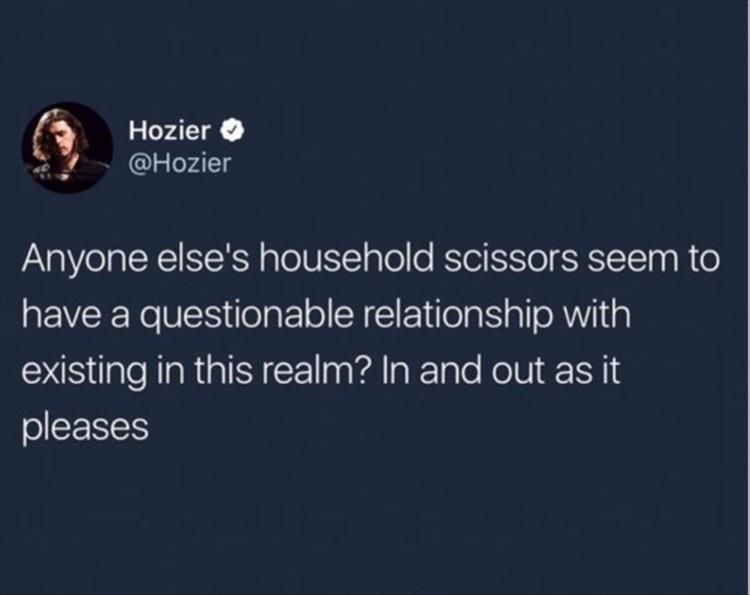 Hozier
@Hozier
Anyone else's household scissors seem to
have a questionable relationship with
existing in this realm? In and out as it
pleases